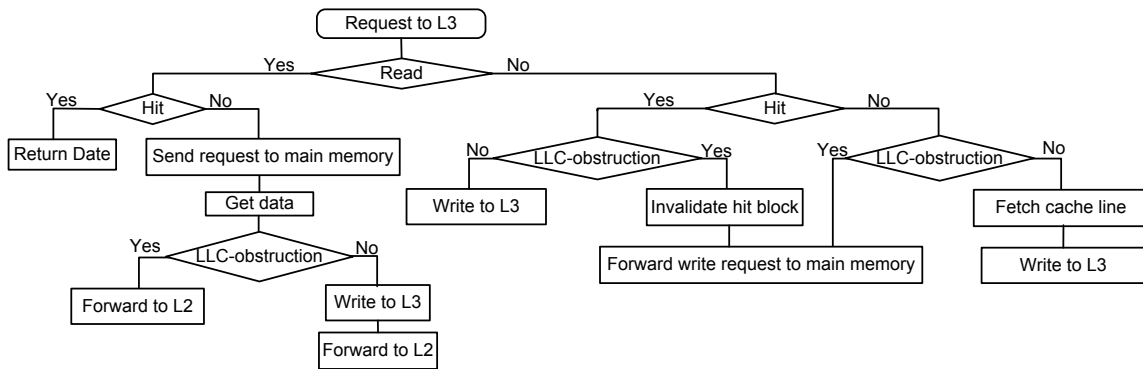 Request to L3
Yes
Read
No
Yes
Hit
No
Yes
Hit
No
Return Date
Send request to main memory
No
LLC-obstruction
Yes
Yes
LLC-obstruction
No
Get data
Write to L3
Invalidate hit block
Fetch cache line
Yes
LLC-obstruction
No
Forward write request to main memory
Write to L3
Forward to L2
Write to L3
Forward to L2